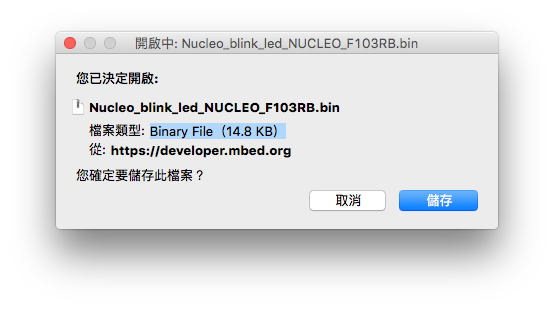 開啟中: Nucleo_blink_led_NUCLEO_F103RB.bin
您已決定開啟:
Nucleo_blink_led_NUCLEO_F103RB.bin
檔案類型: Binary File（14.8 KB）
從: https://developer.mbed.org
您確定要儲存此檔案？
取消 儲存